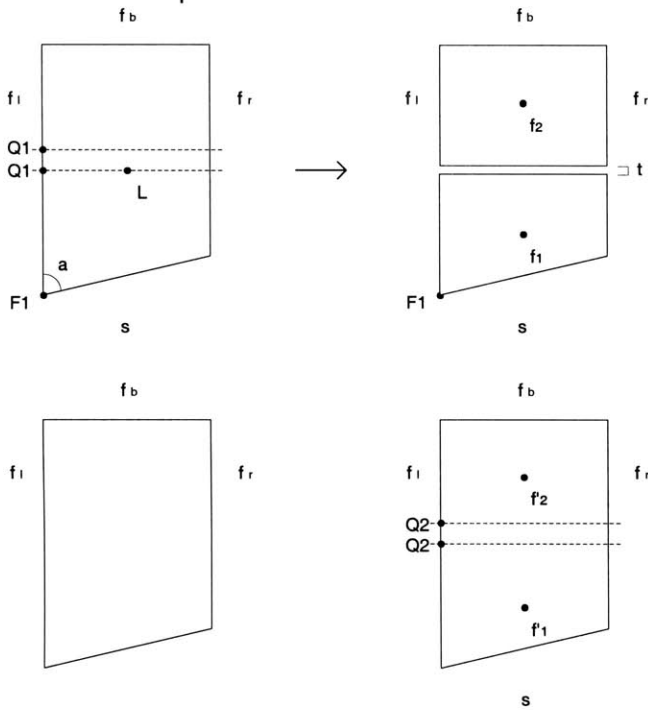 f b f b
f l f r f l f2 f r
Q1
Q1 t
L
a f1
F1 F1
s s
f b f b
f l f r f l f r
f'2
Q2
Q2
f'1
s